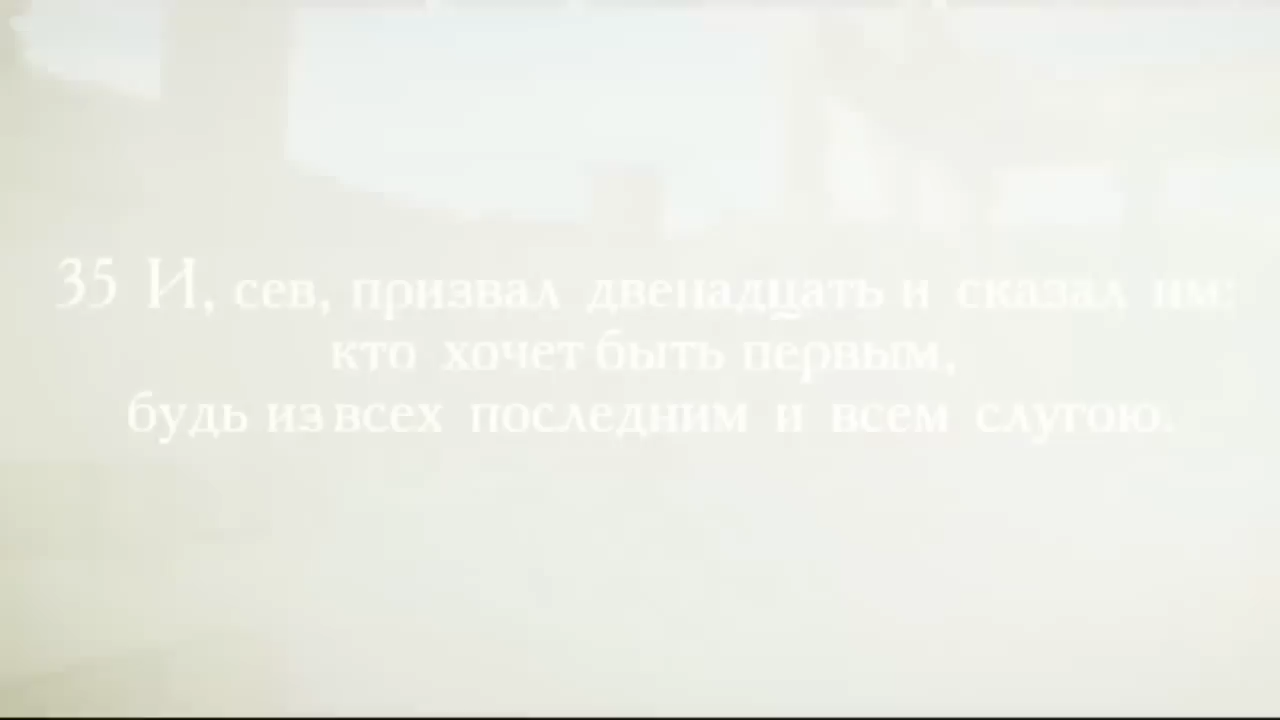 35 И, сев, призвал двенадцать и сказал им:
кто хочет быть первым,
будь из всех последним и всем слугою.